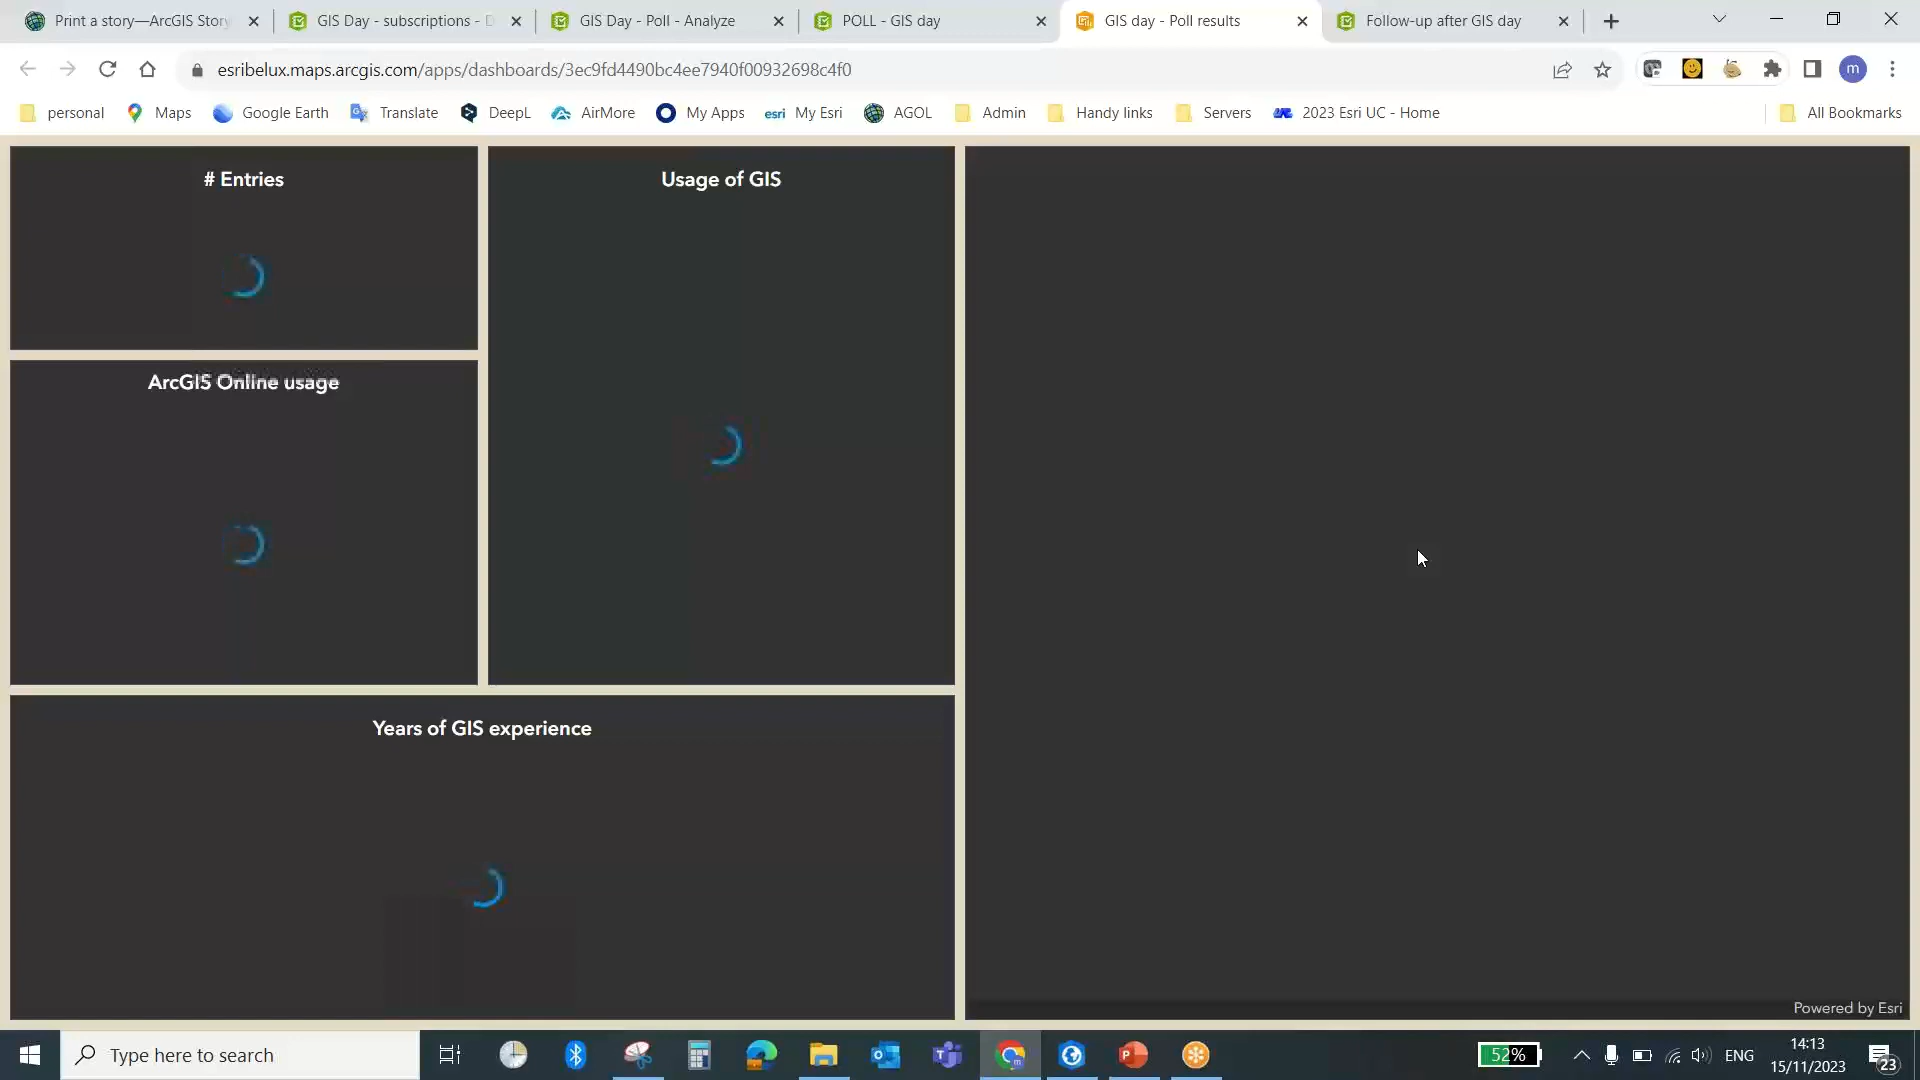 Print a story—ArcGIS Story
GIS Day - subscriptions - D
GIS Day - Poll - Analyze
POLL - GIS day
GIS day - Poll results
Follow-up after GIS day
esribelux.maps.arcgis.com/apps/dashboards/3ec9fd4490bc4ee7940f00932698c4f0
m
personal
Maps
Google Earth
Translate
DeepL
AirMore
My Apps
esri My Esri
AGOL
Admin
Handy links
Servers
2023 Esri UC - Home
All Bookmarks
# Entries
Usage of GIS
ArcGIS Online usage
Years of GIS experience
Powered by Esri
Type here to search
52%
ENG
14:13
15/11/2023
23